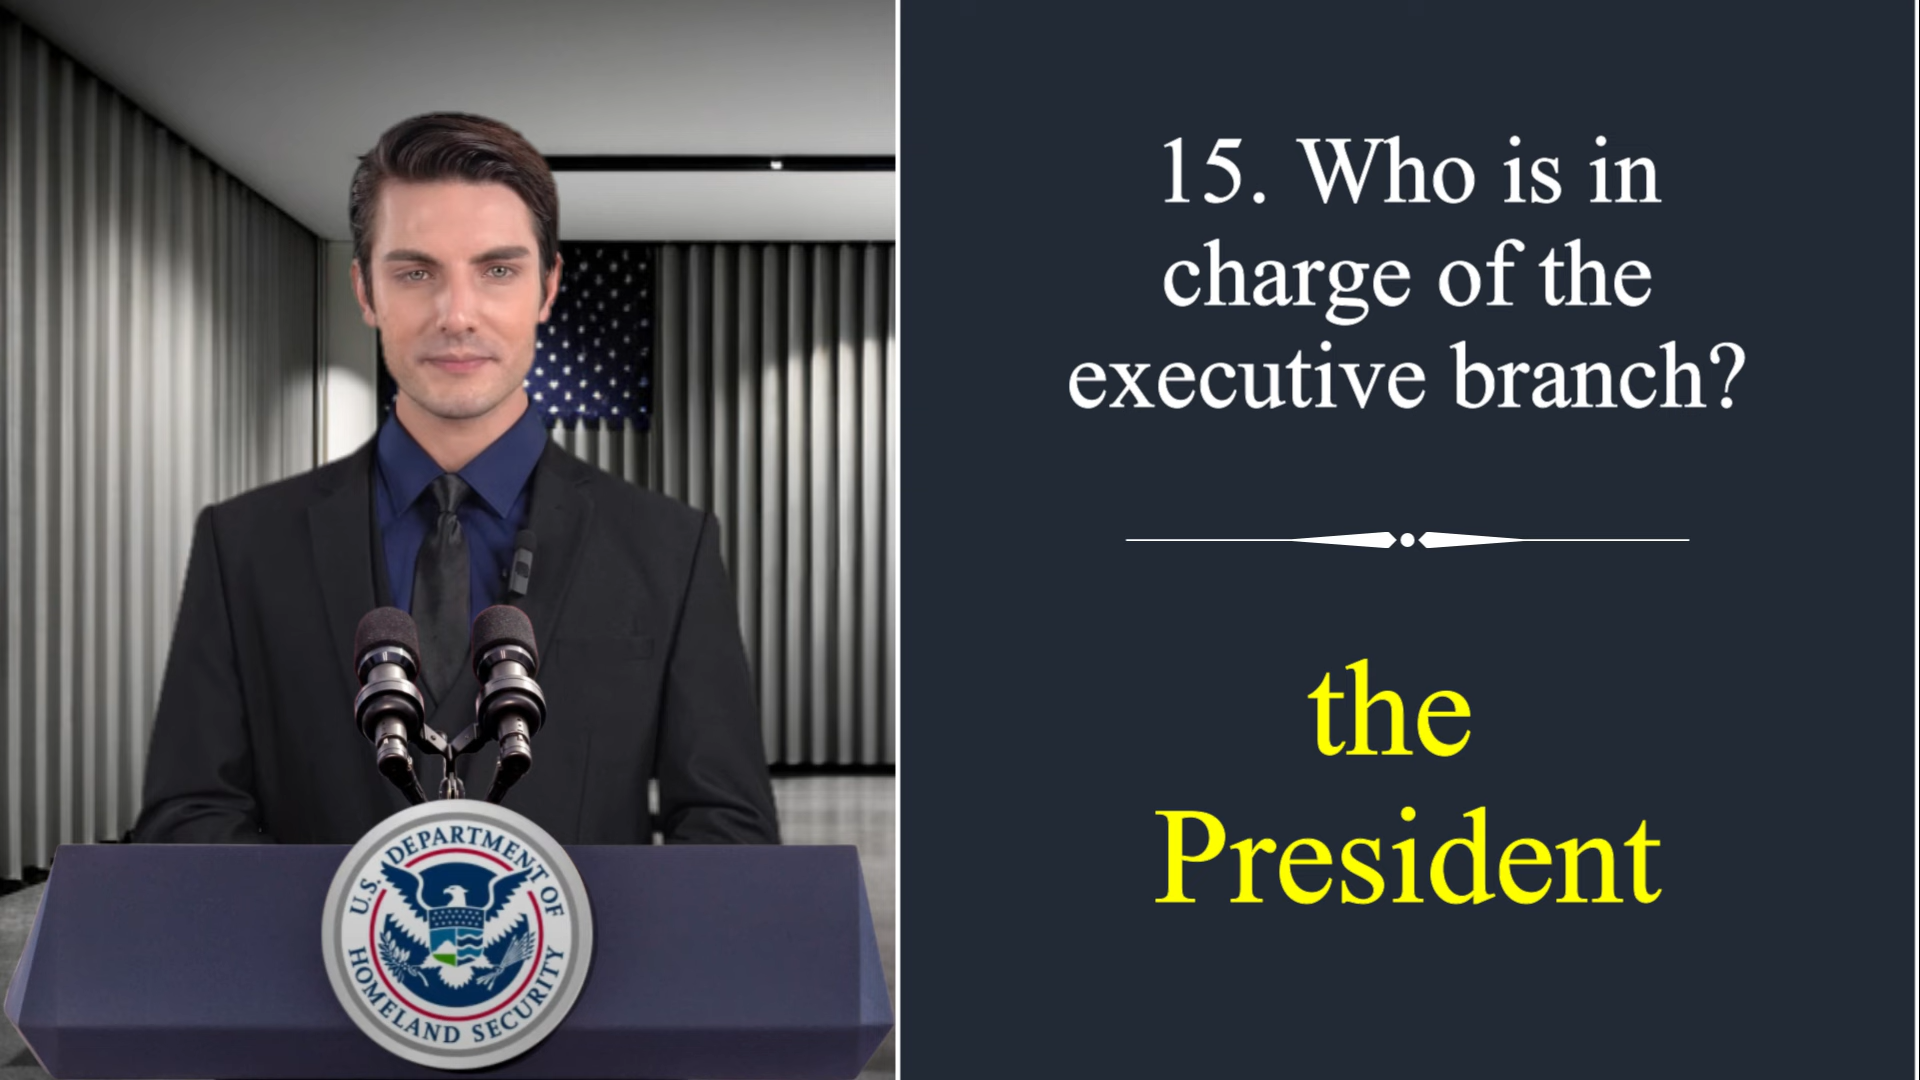 15. Who is in
charge of the
executive branch?
the
President
U.S. DEPARTMENT OF
HOMELAND SECURITY